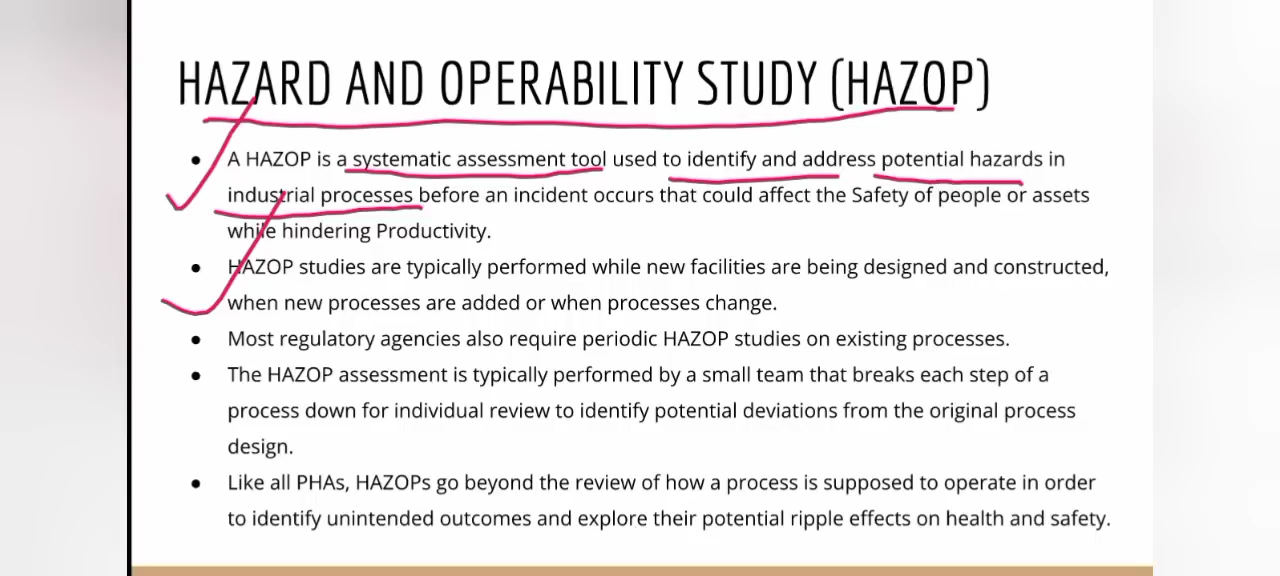 HAZARD AND OPERABILITY STUDY (HAZOP)
● A HAZOP is a systematic assessment tool used to identify and address potential hazards in
industrial processes before an incident occurs that could affect the Safety of people or assets
while hindering Productivity.
● HAZOP studies are typically performed while new facilities are being designed and constructed,
when new processes are added or when processes change.
● Most regulatory agencies also require periodic HAZOP studies on existing processes.
● The HAZOP assessment is typically performed by a small team that breaks each step of a
process down for individual review to identify potential deviations from the original process
design.
● Like all PHAs, HAZOPs go beyond the review of how a process is supposed to operate in order
to identify unintended outcomes and explore their potential ripple effects on health and safety.